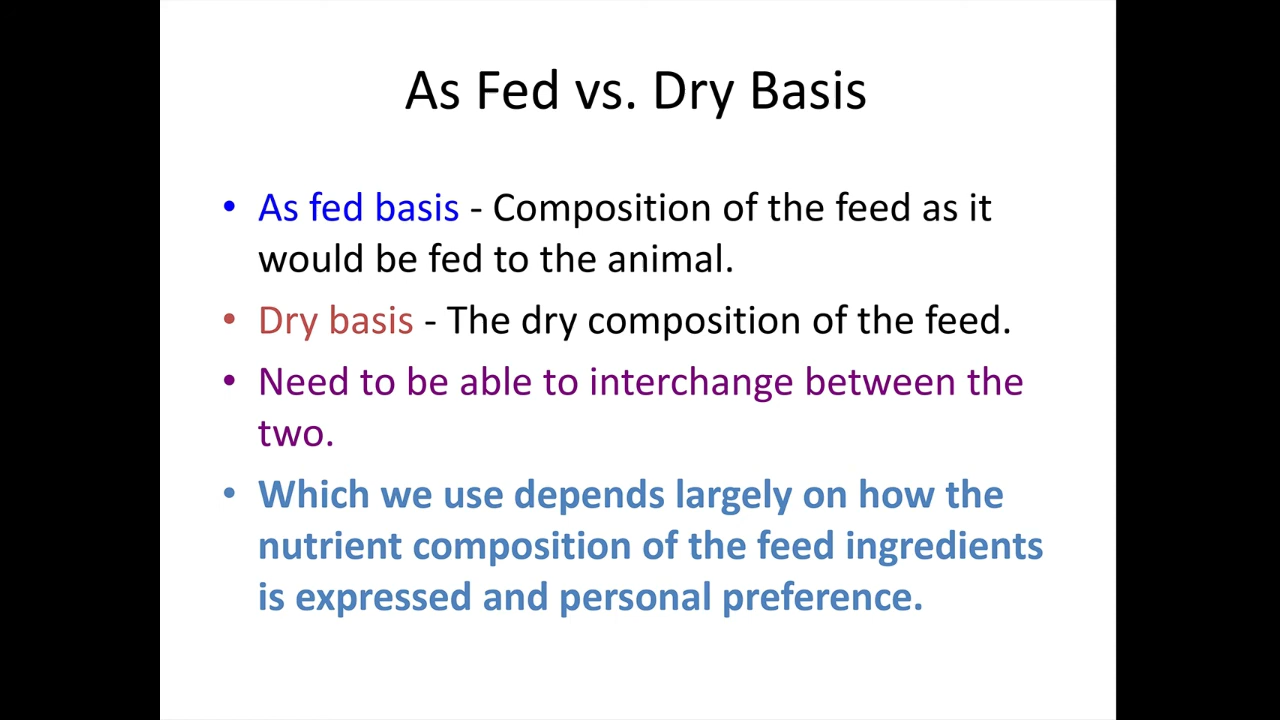 As Fed vs. Dry Basis
• As fed basis - Composition of the feed as it
would be fed to the animal.
• Dry basis - The dry composition of the feed.
• Need to be able to interchange between the
two.
• Which we use depends largely on how the
nutrient composition of the feed ingredients
is expressed and personal preference.